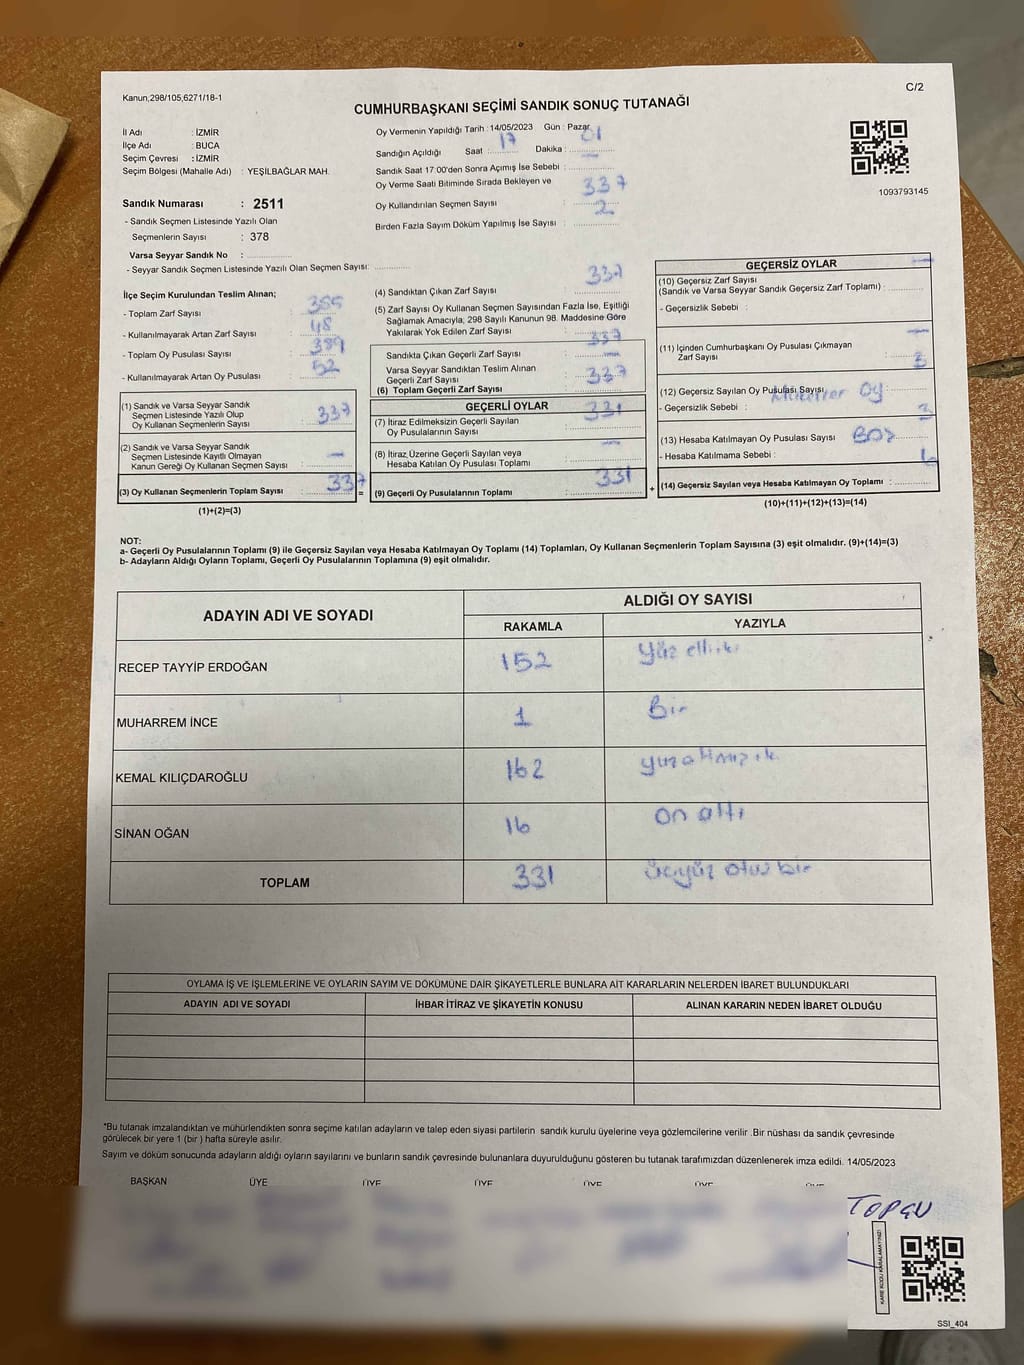 Kanun;298/105,6271/18-1
C/2
CUMHURBAŞKANI SEÇİMİ SANDIK SONUÇ TUTANAĞI
İl Adı : İZMİR
İlçe Adı : BUCA
Seçim Çevresi : İZMİR
Seçim Bölgesi (Mahalle Adı) : YEŞİLBAĞLAR MAH.
Sandık Numarası : 2511
- Sandık Seçmen Listesinde Yazılı Olan
Seçmenlerin Sayısı : 378
Varsa Seyyar Sandık No :
- Seyyar Sandık Seçmen Listesinde Yazılı Olan Seçmen Sayısı:
Oy Vermenin Yapıldığı Tarih : 14/05/2023 Gün : Pazar
Sandığın Açıldığı Saat : 17 Dakika : 01
Sandık Saat 17:00'den Sonra Açımış İse Sebebi : —
Oy Verme Saati Bitiminde Sırada Bekleyen ve
Oy Kullandırılan Seçmen Sayısı : 337
Birden Fazla Sayım Döküm Yapılmış İse Sayısı : 2
1093793145
İlçe Seçim Kurulundan Teslim Alınan;
- Toplam Zarf Sayısı :
- Kullanılmayarak Artan Zarf Sayısı : 48
- Toplam Oy Pusulası Sayısı : 389
- Kullanılmayarak Artan Oy Pusulası : 52
(1) Sandık ve Varsa Seyyar Sandık
Seçmen Listesinde Yazılı Olup
Oy Kullanan Seçmenlerin Sayısı : 337
(2) Sandık ve Varsa Seyyar Sandık
Seçmen Listesinde Kayıtlı Olmayan
Kanun Gereği Oy Kullanan Seçmen Sayısı : —
(3) Oy Kullanan Seçmenlerin Toplam Sayısı : 337 =
(1)+(2)=(3)
(4) Sandıktan Çıkan Zarf Sayısı : 337
(5) Zarf Sayısı Oy Kullanan Seçmen Sayısından Fazla İse, Eşitliği
Sağlamak Amacıyla, 298 Sayılı Kanunun 98. Maddesine Göre
Yakılarak Yok Edilen Zarf Sayısı :
Sandıkta Çıkan Geçerli Zarf Sayısı : 337
Varsa Seyyar Sandıktan Teslim Alınan
Geçerli Zarf Sayısı : —
(6) Toplam Geçerli Zarf Sayısı : 337
GEÇERLİ OYLAR
(7) İtiraz Edilmeksizin Geçerli Sayılan
Oy Pusulalarının Sayısı : 331
(8) İtiraz Üzerine Geçerli Sayılan veya
Hesaba Katılan Oy Pusulası Toplamı : —
(9) Geçerli Oy Pusulalarının Toplamı : 331 +
GEÇERSİZ OYLAR
(10) Geçersiz Zarf Sayısı
(Sandık ve Varsa Seyyar Sandık Geçersiz Zarf Toplamı) : —
- Geçersizlik Sebebi :
(11) İçinden Cumhurbaşkanı Oy Pusulası Çıkmayan
Zarf Sayısı : —
(12) Geçersiz Sayılan Oy Pusulası Sayısı : 3
- Geçersizlik Sebebi : Mükerrer Oy
(13) Hesaba Katılmayan Oy Pusulası Sayısı : 3
- Hesaba Katılmama Sebebi : BOŞ
(14) Geçersiz Sayılan veya Hesaba Katılmayan Oy Toplamı : 6
(10)+(11)+(12)+(13)=(14)
NOT:
a- Geçerli Oy Pusulalarının Toplamı (9) ile Geçersiz Sayılan veya Hesaba Katılmayan Oy Toplamı (14) Toplamları, Oy Kullanan Seçmenlerin Toplam Sayısına (3) eşit olmalıdır. (9)+(14)=(3)
b- Adayların Aldığı Oyların Toplamı, Geçerli Oy Pusulalarının Toplamına (9) eşit olmalıdır.
ADAYIN ADI VE SOYADI
ALDIĞI OY SAYISI
RAKAMLA YAZIYLA
RECEP TAYYİP ERDOĞAN 152 Yüz elli iki
MUHARREM İNCE 1 Bir
KEMAL KILIÇDAROĞLU 162 yüz altmış iki
SİNAN OĞAN 16 on altı
TOPLAM 331 üçyüz otuz bir
OYLAMA İŞ VE İŞLEMLERİNE VE OYLARIN SAYIM VE DÖKÜMÜNE DAİR ŞİKAYETLERLE BUNLARA AİT KARARLARIN NELERDEN İBARET BULUNDUKLARI
ADAYIN ADI VE SOYADI İHBAR İTİRAZ VE ŞİKAYETİN KONUSU ALINAN KARARIN NEDEN İBARET OLDUĞU
*Bu tutanak imzalandıktan ve mühürlendikten sonra seçime katılan adayların ve talep eden siyasi partilerin sandık kurulu üyelerine veya gözlemcilerine verilir .Bir nüshası da sandık çevresinde
görülecek bir yere 1 (bir ) hafta süreyle asılır.
Sayım ve döküm sonucunda adayların aldığı oyların sayılarını ve bunların sandık çevresinde bulunanlara duyurulduğunu gösteren bu tutanak tarafımızdan düzenlenerek imza edildi. 14/05/2023
BAŞKAN ÜYE ÜYE ÜYE ÜYE ÜYE
TOPÇU
KARE KODU KARALAMAYINIZ!
SSI_404